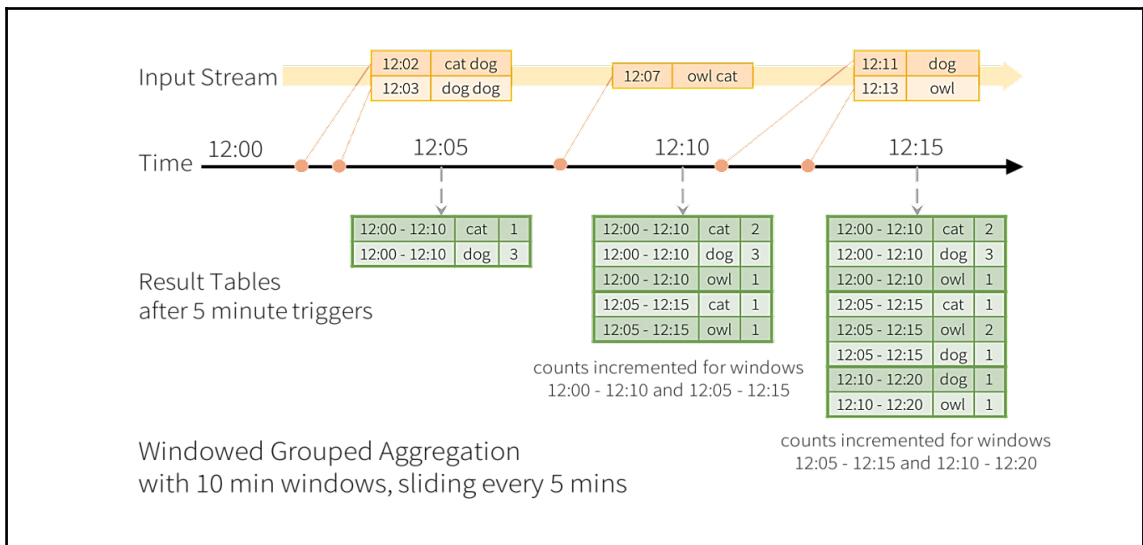 Input Stream
12:02 cat dog
12:03 dog dog
12:07 owl cat
12:11 dog
12:13 owl
Time
12:00 12:05 12:10 12:15
Result Tables
after 5 minute triggers
12:00 - 12:10 cat 1
12:00 - 12:10 dog 3
12:00 - 12:10 cat 2
12:00 - 12:10 dog 3
12:00 - 12:10 owl 1
12:05 - 12:15 cat 1
12:05 - 12:15 owl 1
counts incremented for windows
12:00 - 12:10 and 12:05 - 12:15
12:00 - 12:10 cat 2
12:00 - 12:10 dog 3
12:00 - 12:10 owl 1
12:05 - 12:15 cat 1
12:05 - 12:15 owl 2
12:05 - 12:15 dog 1
12:10 - 12:20 dog 1
12:10 - 12:20 owl 1
counts incremented for windows
12:05 - 12:15 and 12:10 - 12:20
Windowed Grouped Aggregation
with 10 min windows, sliding every 5 mins